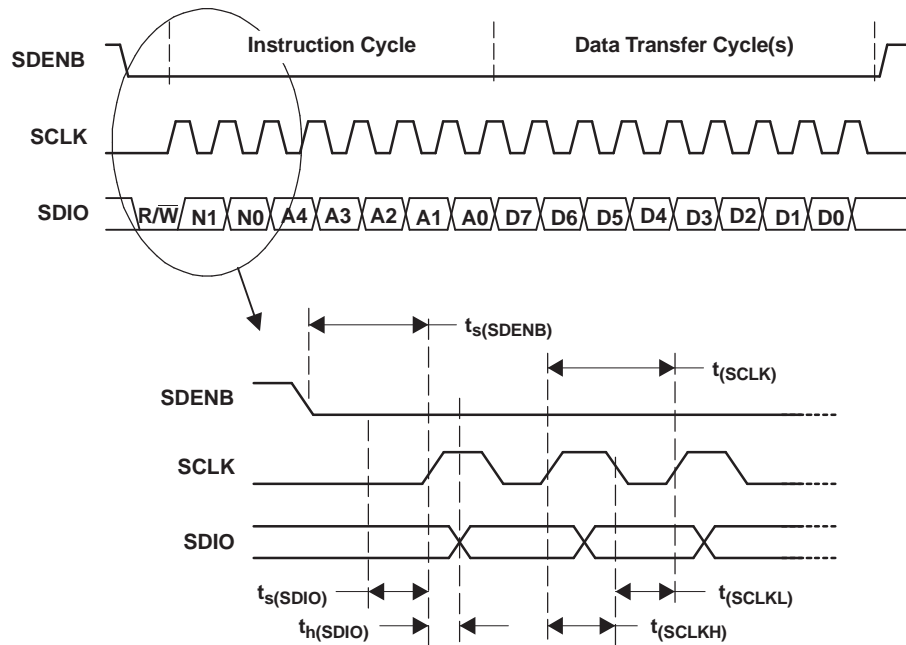 Instruction Cycle Data Transfer Cycle(s)
SDENB
SCLK
SDIO R/W̅ N1 N0 A4 A3 A2 A1 A0 D7 D6 D5 D4 D3 D2 D1 D0
ts(SDENB)
t(SCLK)
SDENB
SCLK
SDIO
ts(SDIO) t(SCLKL)
th(SDIO) t(SCLKH)